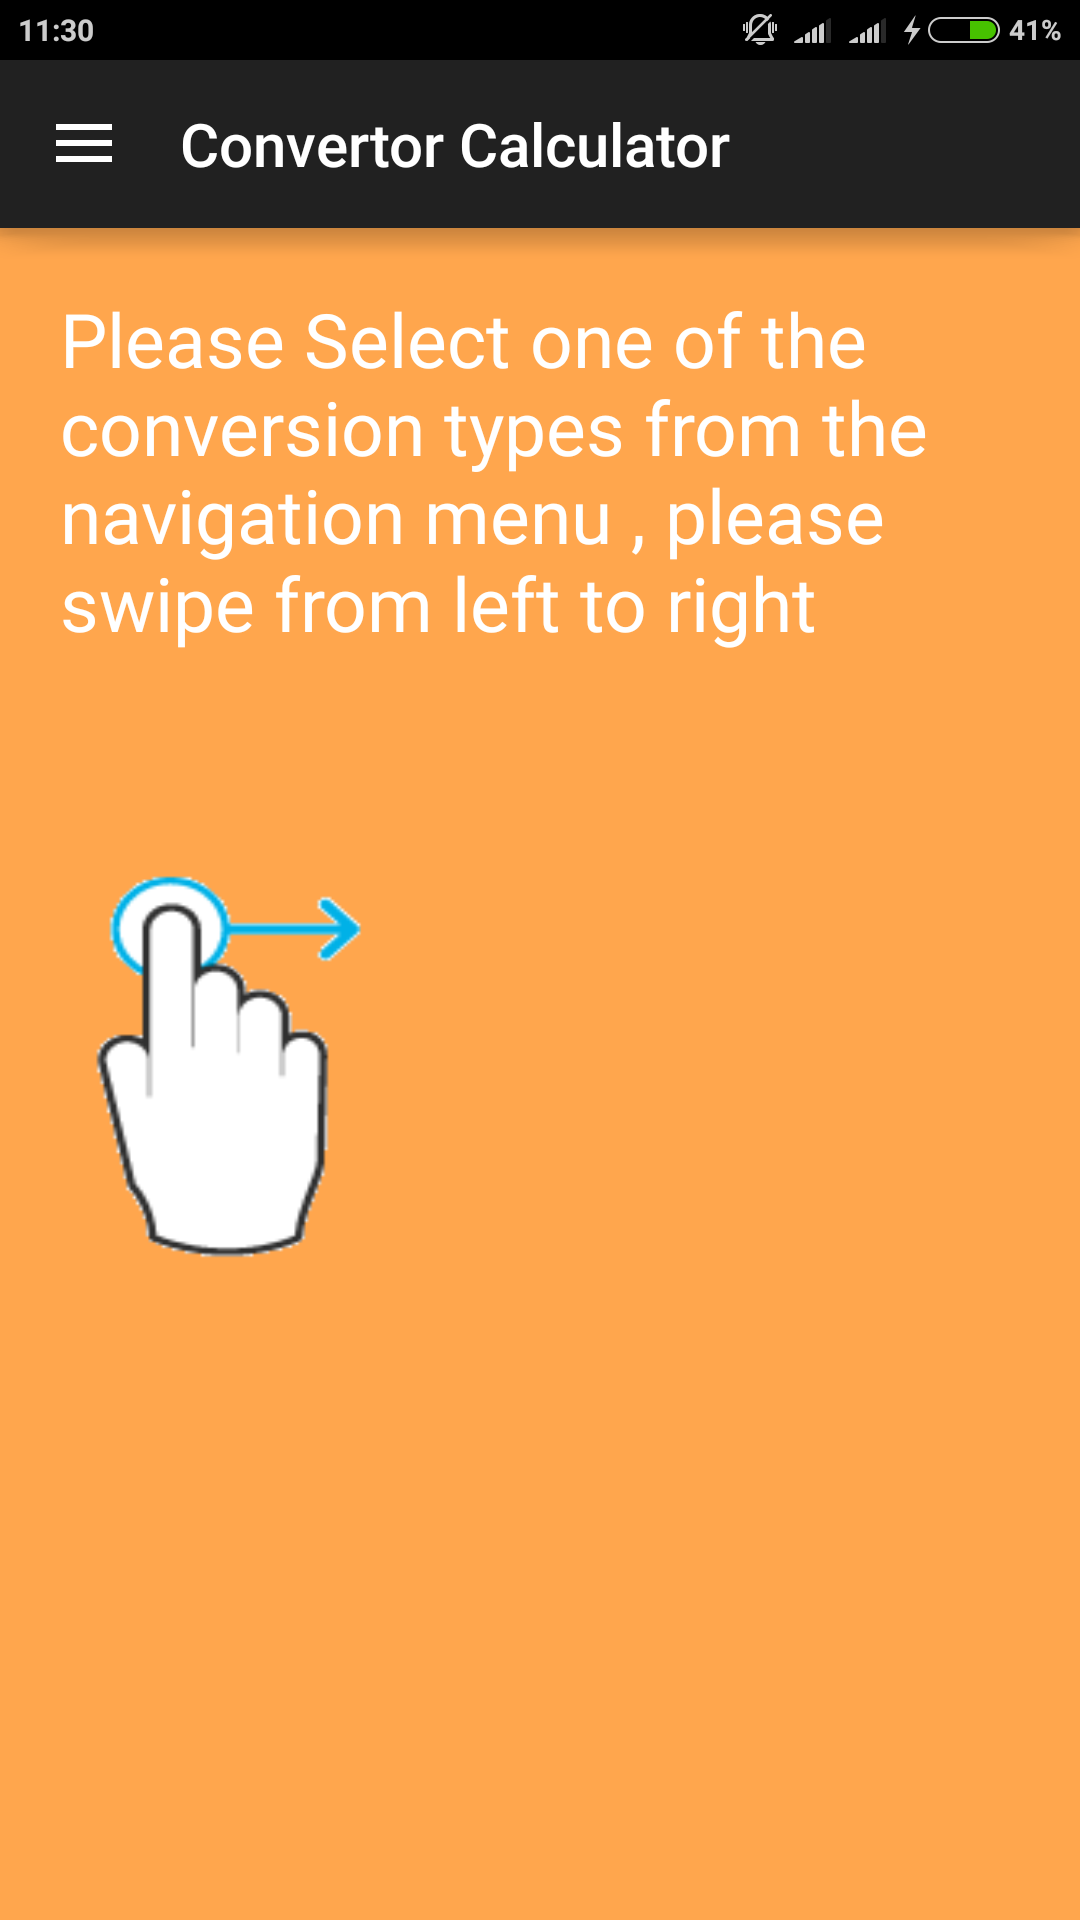 11:30
41%
Convertor Calculator
Please Select one of the
conversion types from the
navigation menu , please
swipe from left to right